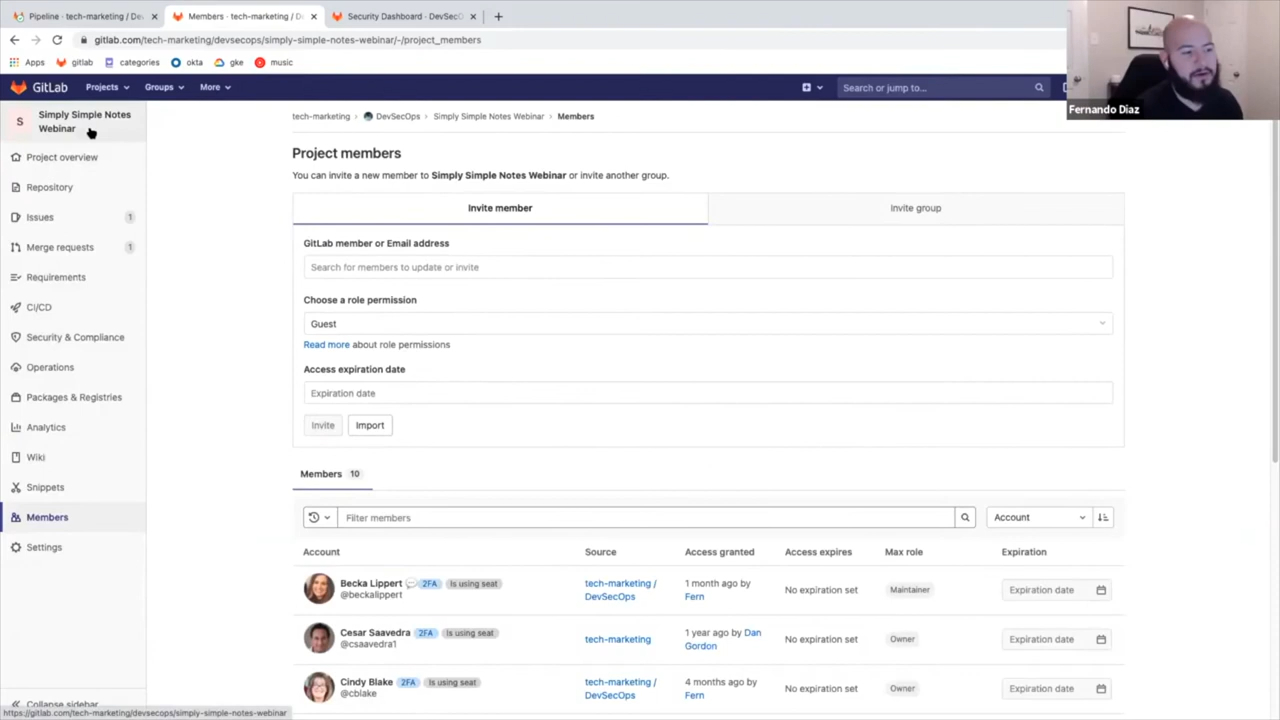 Pipeline · tech-marketing / De
Members · tech-marketing / D
Security Dashboard · DevSecO
gitlab.com/tech-marketing/devsecops/simply-simple-notes-webinar/-/project_members
Apps
gitlab
categories
okta
gke
music
GitLab
Projects
Groups
More
Search or jump to...
Fernando Diaz
S
Simply Simple Notes
Webinar
Project overview
Repository
Issues
1
Merge requests
1
Requirements
CI/CD
Security & Compliance
Operations
Packages & Registries
Analytics
Wiki
Snippets
Members
Settings
Collapse sidebar
https://gitlab.com/tech-marketing/devsecops/simply-simple-notes-webinar
tech-marketing › DevSecOps › Simply Simple Notes Webinar › Members
Project members
You can invite a new member to Simply Simple Notes Webinar or invite another group.
Invite member
Invite group
GitLab member or Email address
Search for members to update or invite
Choose a role permission
Guest
Read more about role permissions
Access expiration date
Expiration date
Invite
Import
Members 10
Filter members
Account
Account
Source
Access granted
Access expires
Max role
Expiration
Becka Lippert 2FA Is using seat
@beckalippert
tech-marketing /
DevSecOps
1 month ago by
Fern
No expiration set
Maintainer
Expiration date
Cesar Saavedra 2FA Is using seat
@csaavedra1
tech-marketing
1 year ago by Dan
Gordon
No expiration set
Owner
Expiration date
Cindy Blake 2FA Is using seat
@cblake
tech-marketing /
DevSecOps
4 months ago by
Fern
No expiration set
Owner
Expiration date